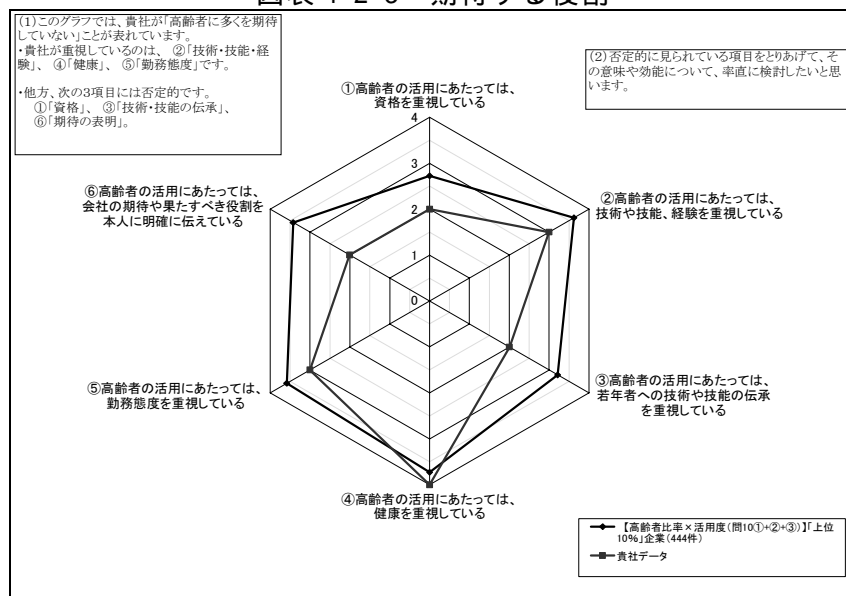 (1)このグラフでは、貴社が「高齢者に多くを期待
していない」ことが表れています。
・貴社が重視しているのは、 ②「技術・技能・経
験」、 ④「健康」、 ⑤「勤務態度」です。
・他方、次の3項目には否定的です。
①「資格」、 ③「技術・技能の伝承」、
⑥「期待の表明」。
(2)否定的に見られている項目をとりあげて、そ
の意味や効能について、率直に検討したいと思
います。
①高齢者の活用にあたっては、
資格を重視している
4
3
2
1
0
②高齢者の活用にあたっては、
技術や技能、経験を重視している
③高齢者の活用にあたっては、
若年者への技術や技能の伝承
を重視している
④高齢者の活用にあたっては、
健康を重視している
⑤高齢者の活用にあたっては、
勤務態度を重視している
⑥高齢者の活用にあたっては、
会社の期待や果たすべき役割を
本人に明確に伝えている
【高齢者比率×活用度(問10①+②+③)】「上位
10%」企業(444件)
貴社データ